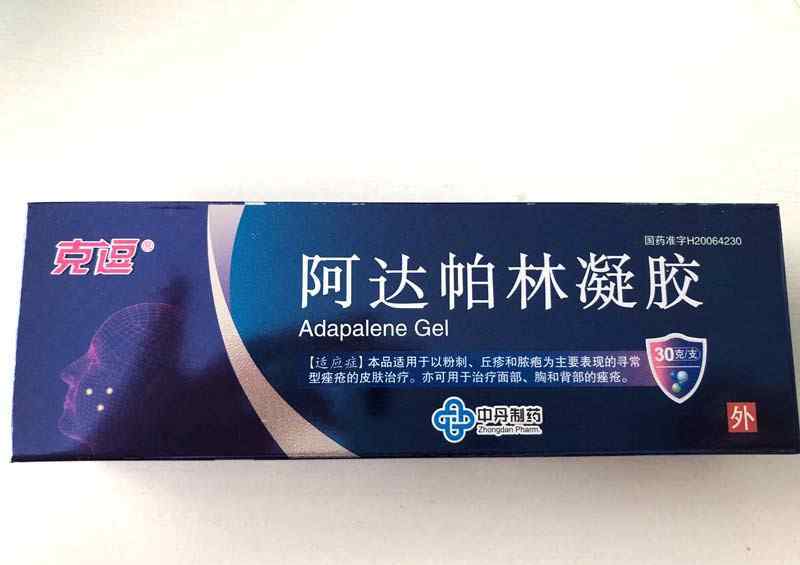 克逗®
国药准字H20064230
阿达帕林凝胶
Adapalene Gel
【适应症】本品适用于以粉刺、丘疹和脓疱为主要表现的寻常
型痤疮的皮肤治疗。亦可用于治疗面部、胸和背部的痤疮。
30克/支
中丹制药
Zhongdan Pharm.
外